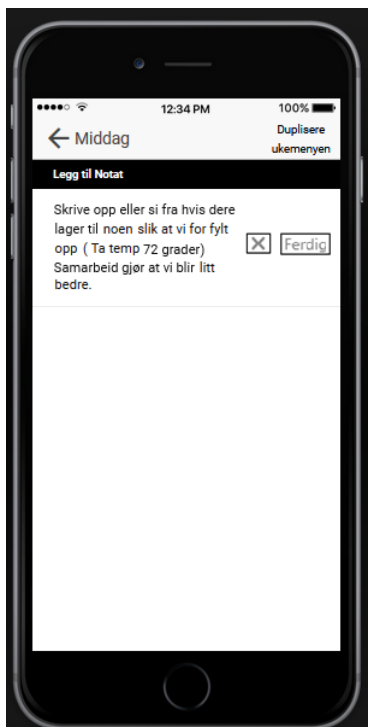 12:34 PM 100%
Middag
Duplisere
ukemenyen
Legg til Notat
Skrive opp eller si fra hvis dere
lager til noen slik at vi for fylt
opp ( Ta temp 72 grader)
Samarbeid gjør at vi blir litt
bedre.
Ferdig